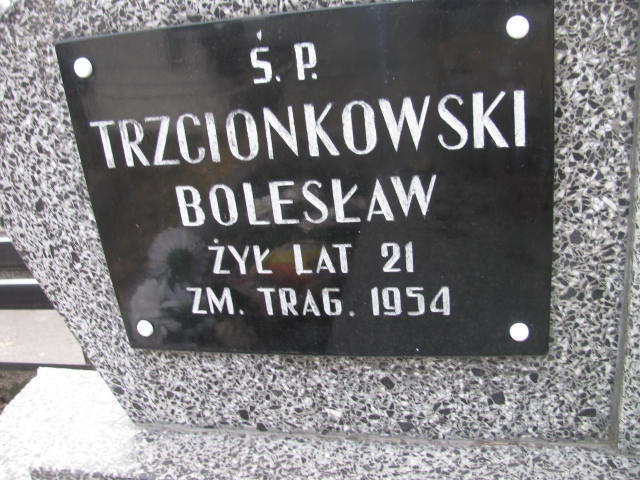 Ś. P.
TRZCIONKOWSKI
BOLESŁAW
ŻYŁ LAT 21
ZM. TRAG. 1954